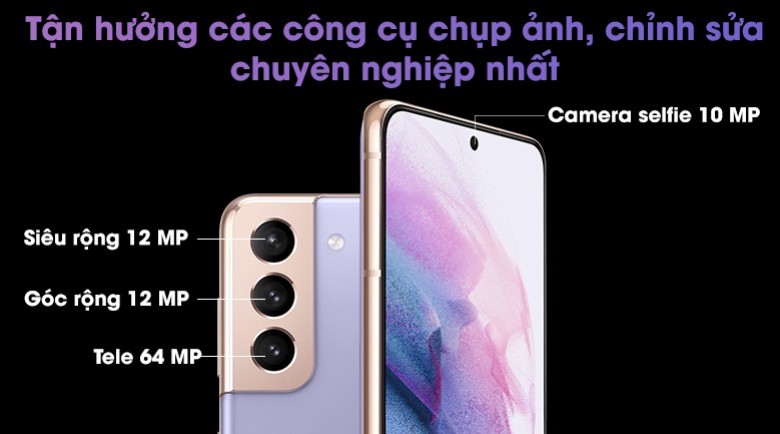 Tận hưởng các công cụ chụp ảnh, chỉnh sửa
chuyên nghiệp nhất
Camera selfie 10 MP
Siêu rộng 12 MP
Góc rộng 12 MP
Tele 64 MP